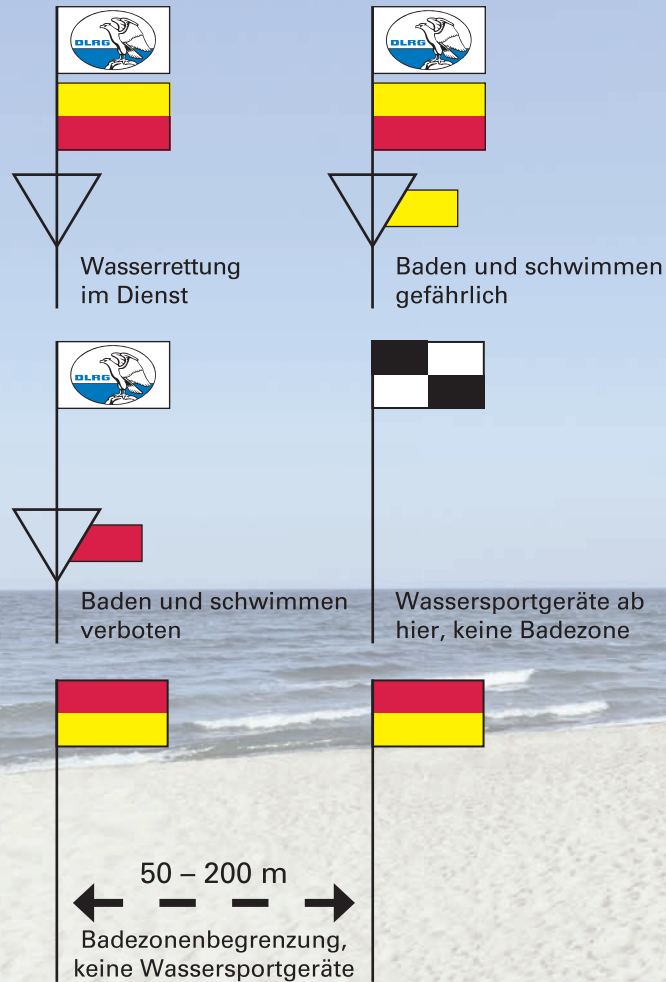 DLRG
DLRG
Wasserrettung
im Dienst
Baden und schwimmen
gefährlich
DLRG
Baden und schwimmen
verboten
Wassersportgeräte ab
hier, keine Badezone
50 – 200 m
Badezonenbegrenzung,
keine Wassersportgeräte